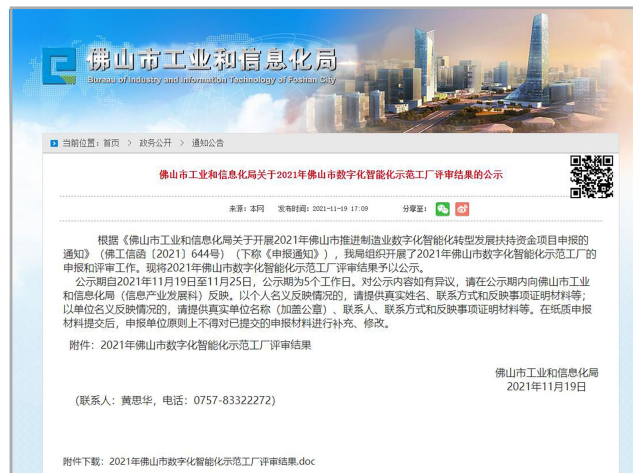 佛山市工业和信息化局
Bureau of Industry and Information Technology of Foshan City
当前位置：首页 > 政务公开 > 通知公告
佛山市工业和信息化局关于2021年佛山市数字化智能化示范工厂评审结果的公示
来源：本网 发布时间：2021-11-19 17:09 分享至：
根据《佛山市工业和信息化局关于开展2021年佛山市推进制造业数字化智能化转型发展扶持资金项目申报的
通知》（佛工信函〔2021〕644号）（下称《申报通知》），我局组织开展了2021年佛山市数字化智能化示范工厂的
申报和评审工作。现将2021年佛山市数字化智能化示范工厂评审结果予以公示。
公示期自2021年11月19日至11月25日，公示期为5个工作日。对公示内容如有异议，请在公示期内向佛山市工业
和信息化局（信息产业发展科）反映。以个人名义反映情况的，请提供真实姓名、联系方式和反映事项证明材料等；
以单位名义反映情况的，请提供真实单位名称（加盖公章）、联系人、联系方式和反映事项证明材料等。在纸质申报
材料提交后，申报单位原则上不得对已提交的申报材料进行补充、修改。
附件：2021年佛山市数字化智能化示范工厂评审结果
佛山市工业和信息化局
2021年11月19日
（联系人：黄思华，电话：0757-83322272）
附件下载：2021年佛山市数字化智能化示范工厂评审结果.doc